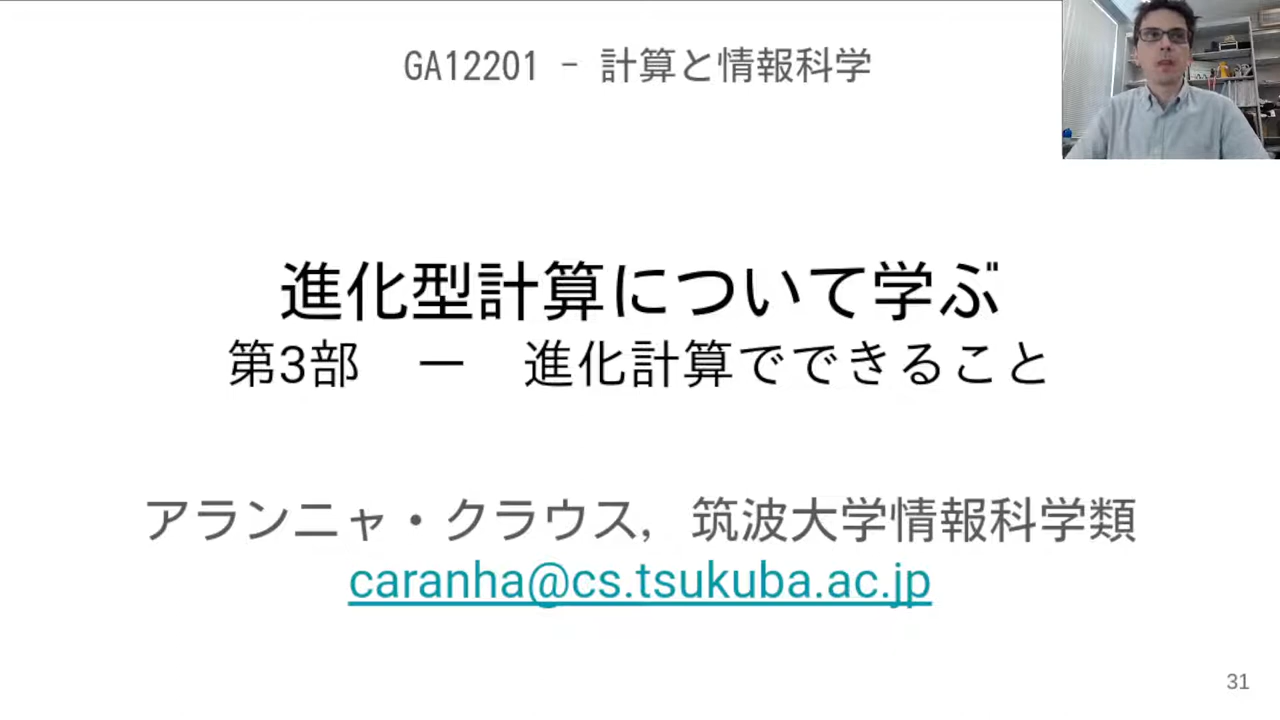 GA12201 - 計算と情報科学
進化型計算について学ぶ
第3部　ー　進化計算でできること
アランニャ・クラウス, 筑波大学情報科学類
caranha@cs.tsukuba.ac.jp
31